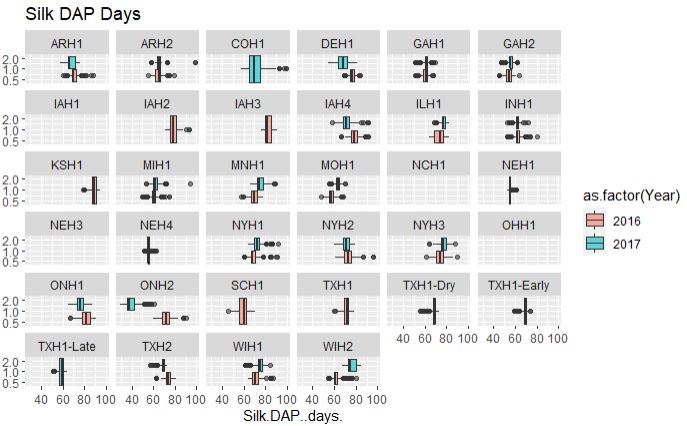 Silk DAP Days
ARH1 ARH2 COH1 DEH1 GAH1 GAH2
2.0
1.0
0.5
IAH1 IAH2 IAH3 IAH4 ILH1 INH1
2.0
1.0
0.5
KSH1 MIH1 MNH1 MOH1 NCH1 NEH1
2.0
1.0
0.5
as.factor(Year)
2016
2017
NEH3 NEH4 NYH1 NYH2 NYH3 OHH1
2.0
1.0
0.5
ONH1 ONH2 SCH1 TXH1 TXH1-Dry TXH1-Early
2.0
1.0
0.5
40 60 80 100 40 60 80 100
TXH1-Late TXH2 WIH1 WIH2
2.0
1.0
0.5
40 60 80 100 40 60 80 100 40 60 80 100 40 60 80 100
Silk.DAP..days.